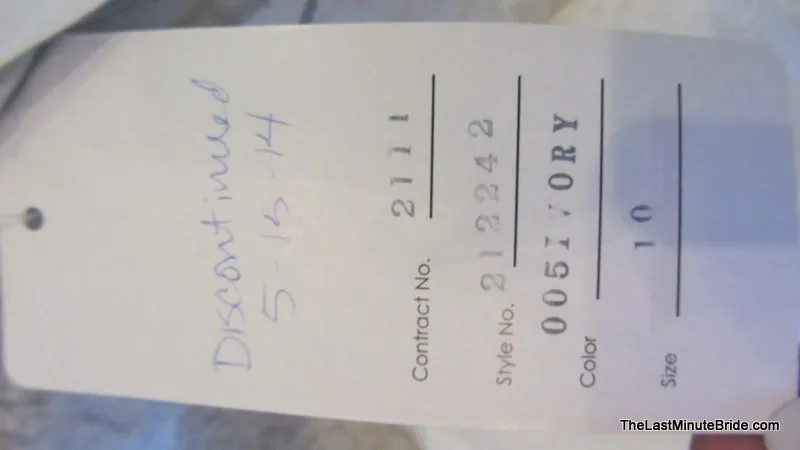 Discontinued
5-15-14
Contract No. 2111
Style No. 212242
Color 005IVORY
Size 10
TheLastMinuteBride.com